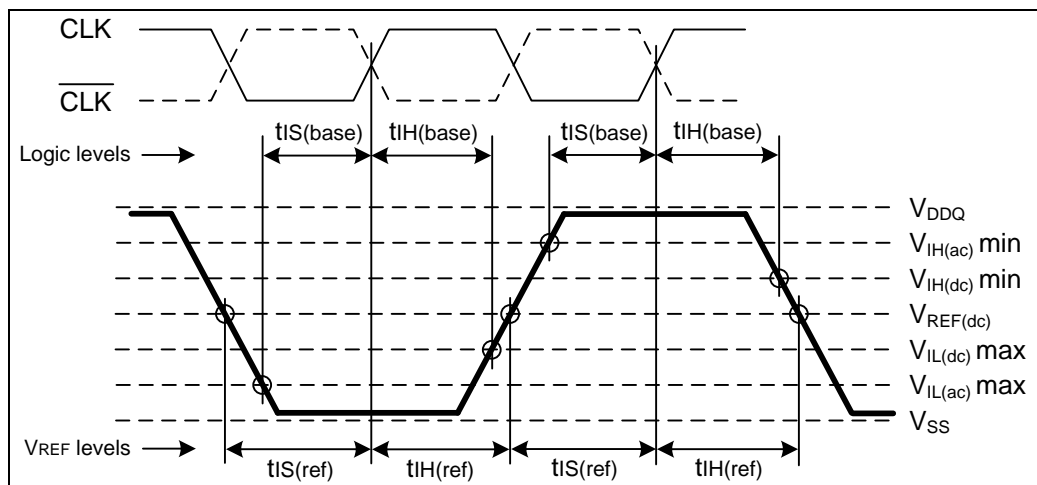 CLK
CLK
tIS(base) tIH(base) tIS(base) tIH(base)
Logic levels
VDDQ
VIH(ac) min
VIH(dc) min
VREF(dc)
VIL(dc) max
VIL(ac) max
VSS
VREF levels
tIS(ref) tIH(ref) tIS(ref) tIH(ref)